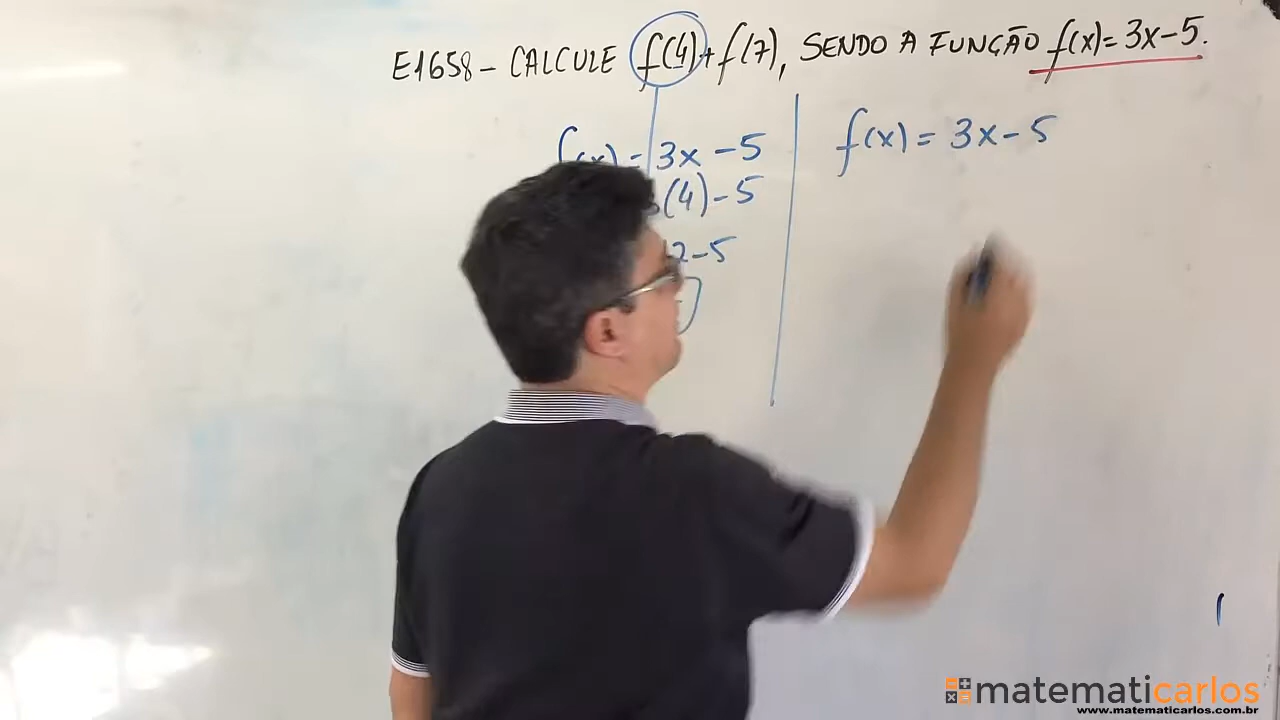 E1658 - CALCULE f(4)+f(7), SENDO A FUNÇÃO f(x)=3x-5.
f(x) = 3x - 5
(4) - 5
2 - 5
f(x) = 3x - 5
matematicarlos
www.matematicarlos.com.br